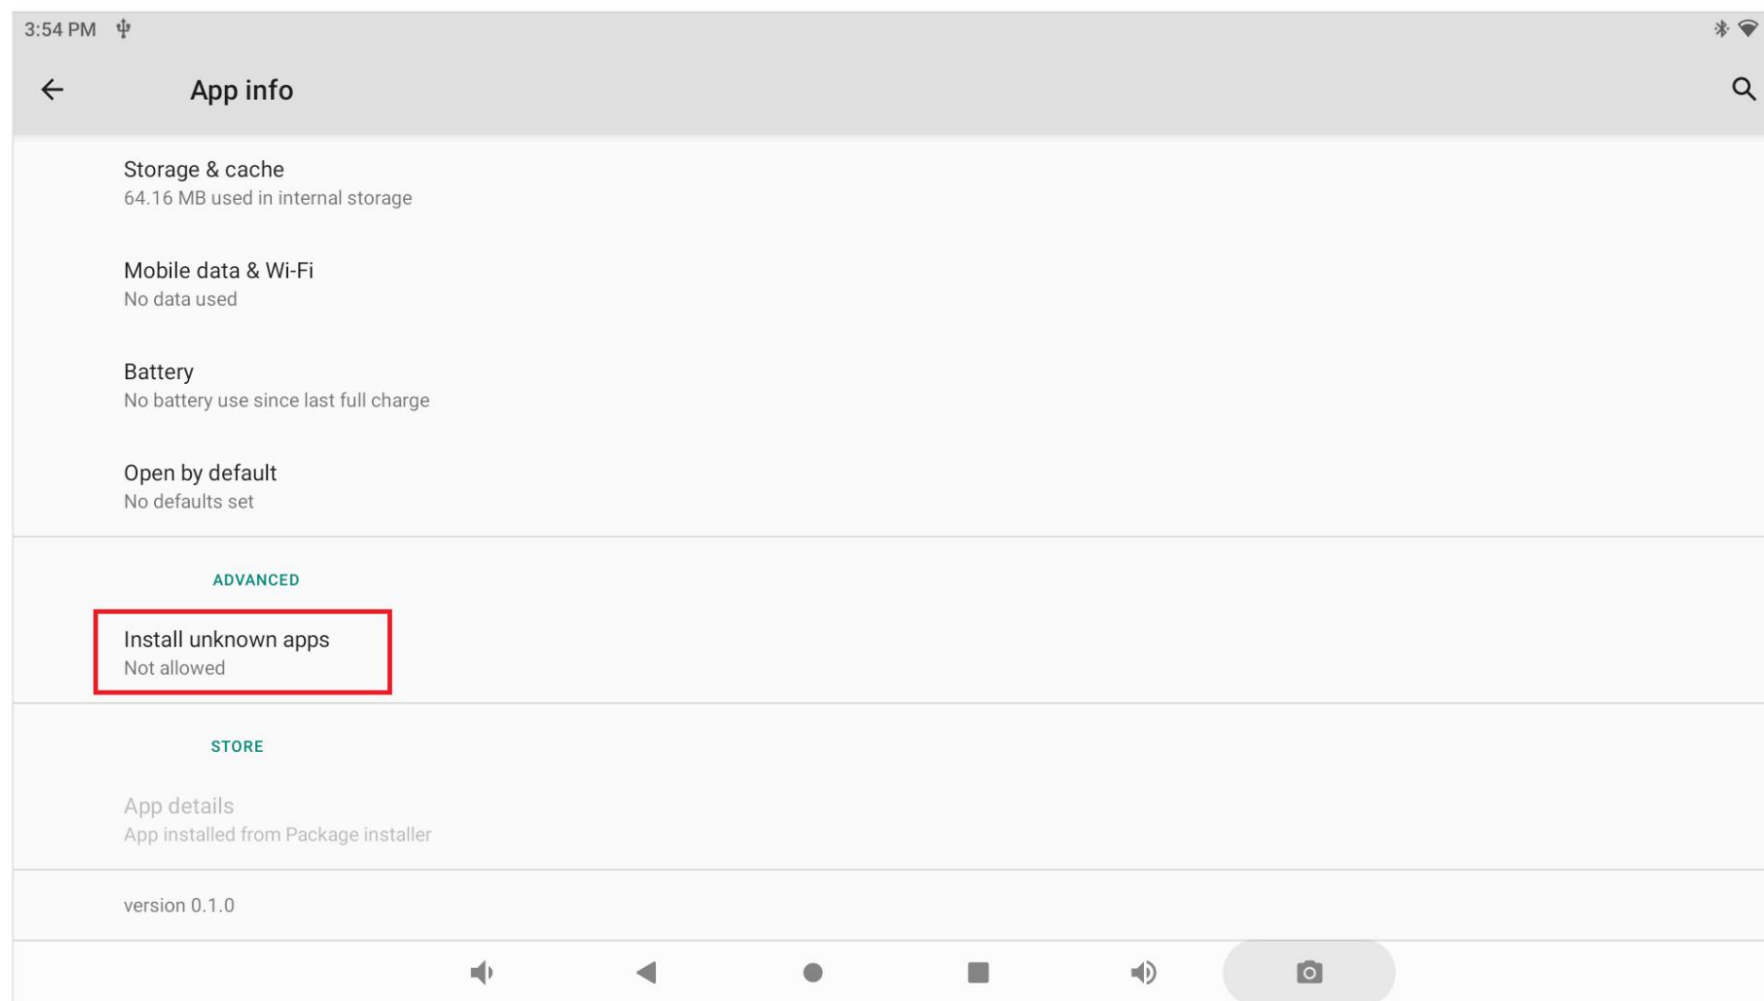 3:54 PM
App info
Storage & cache
64.16 MB used in internal storage
Mobile data & Wi-Fi
No data used
Battery
No battery use since last full charge
Open by default
No defaults set
ADVANCED
Install unknown apps
Not allowed
STORE
App details
App installed from Package installer
version 0.1.0